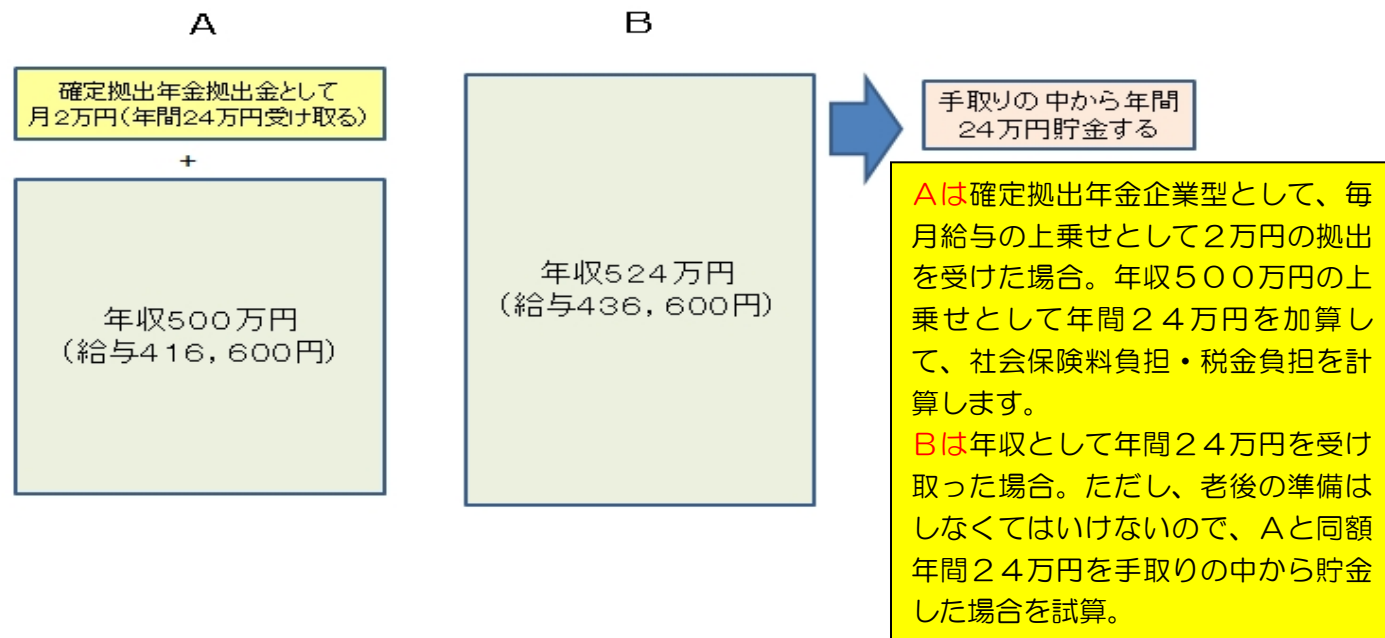 A
確定拠出年金拠出金として
月2万円(年間24万円受け取る)
+
年収500万円
(給与416,600円)
B
年収524万円
(給与436,600円)
手取りの中から年間
24万円貯金する
Aは確定拠出年金企業型として、毎
月給与の上乗せとして2万円の拠出
を受けた場合。年収500万円の上
乗せとして年間24万円を加算し
て、社会保険料負担・税金負担を計
算します。
Bは年収として年間24万円を受け
取った場合。ただし、老後の準備は
しなくてはいけないので、Aと同額
年間24万円を手取りの中から貯金
した場合を試算。